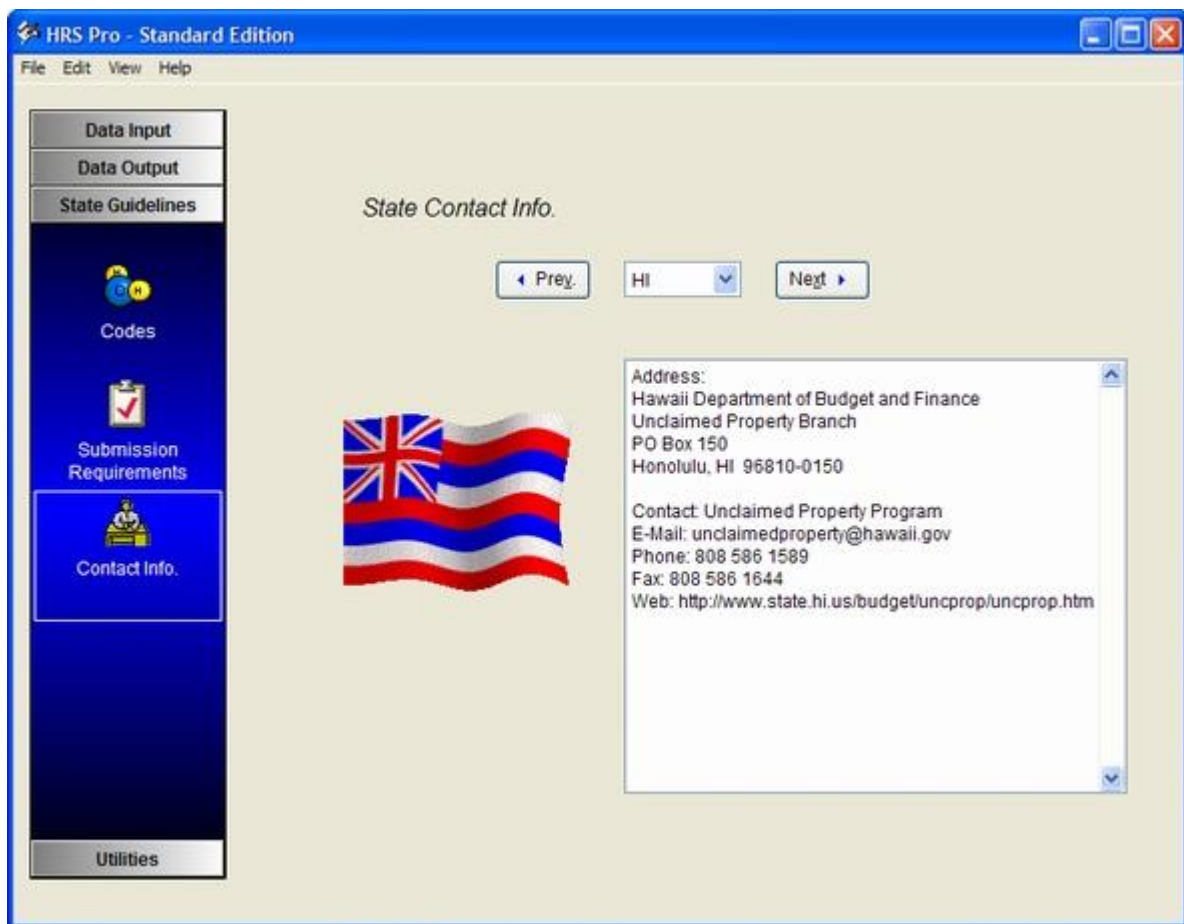 HRS Pro - Standard Edition
File Edit View Help
Data Input
Data Output
State Guidelines
Codes
Submission
Requirements
Contact Info.
Utilities
State Contact Info.
Prev.
HI
Next
Address:
Hawaii Department of Budget and Finance
Unclaimed Property Branch
PO Box 150
Honolulu, HI 96810-0150
Contact: Unclaimed Property Program
E-Mail: unclaimedproperty@hawaii.gov
Phone: 808 586 1589
Fax: 808 586 1644
Web: http://www.state.hi.us/budget/uncprop/uncprop.htm